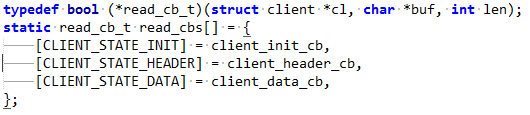 typedef bool (*read_cb_t)(struct client *cl, char *buf, int len);
static read_cb_t read_cbs[] = {
    [CLIENT_STATE_INIT] = client_init_cb,
    [CLIENT_STATE_HEADER] = client_header_cb,
    [CLIENT_STATE_DATA] = client_data_cb,
};